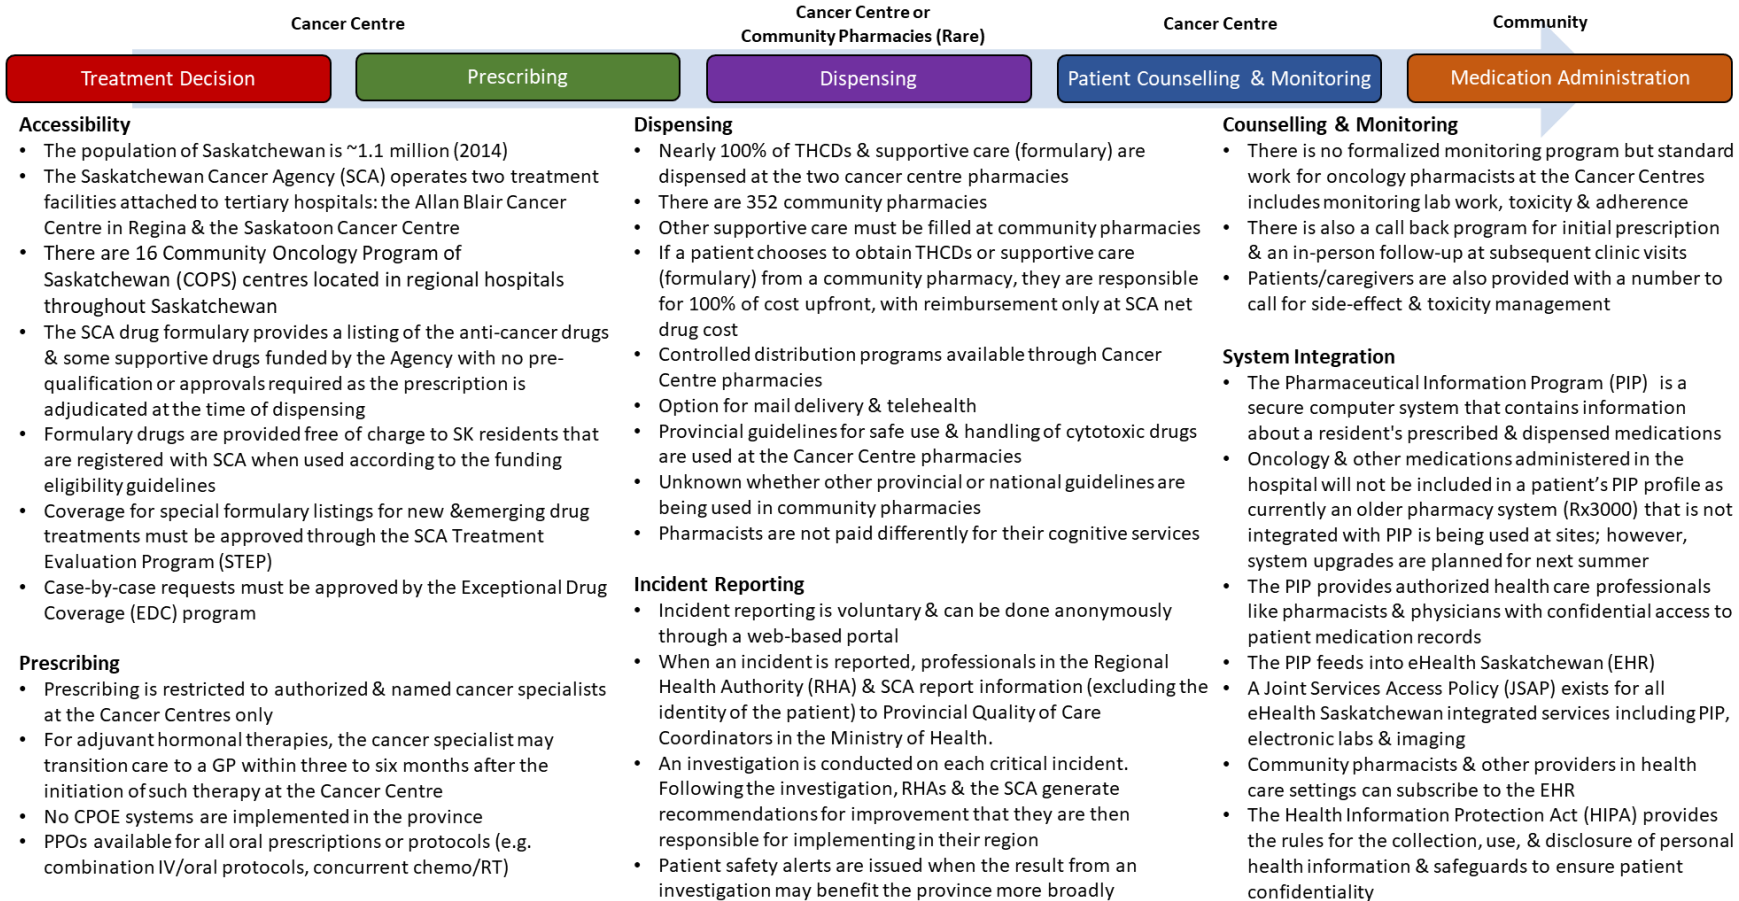 Cancer Centre
Cancer Centre or
Community Pharmacies (Rare)
Cancer Centre
Community
Treatment Decision
Prescribing
Dispensing
Patient Counselling & Monitoring
Medication Administration
Accessibility
• The population of Saskatchewan is ~1.1 million (2014)
• The Saskatchewan Cancer Agency (SCA) operates two treatment
facilities attached to tertiary hospitals: the Allan Blair Cancer
Centre in Regina & the Saskatoon Cancer Centre
• There are 16 Community Oncology Program of
Saskatchewan (COPS) centres located in regional hospitals
throughout Saskatchewan
• The SCA drug formulary provides a listing of the anti-cancer drugs
& some supportive drugs funded by the Agency with no pre-
qualification or approvals required as the prescription is
adjudicated at the time of dispensing
• Formulary drugs are provided free of charge to SK residents that
are registered with SCA when used according to the funding
eligibility guidelines
• Coverage for special formulary listings for new &emerging drug
treatments must be approved through the SCA Treatment
Evaluation Program (STEP)
• Case-by-case requests must be approved by the Exceptional Drug
Coverage (EDC) program
Prescribing
• Prescribing is restricted to authorized & named cancer specialists
at the Cancer Centres only
• For adjuvant hormonal therapies, the cancer specialist may
transition care to a GP within three to six months after the
initiation of such therapy at the Cancer Centre
• No CPOE systems are implemented in the province
• PPOs available for all oral prescriptions or protocols (e.g.
combination IV/oral protocols, concurrent chemo/RT)
Dispensing
• Nearly 100% of THCDs & supportive care (formulary) are
dispensed at the two cancer centre pharmacies
• There are 352 community pharmacies
• Other supportive care must be filled at community pharmacies
• If a patient chooses to obtain THCDs or supportive care
(formulary) from a community pharmacy, they are responsible
for 100% of cost upfront, with reimbursement only at SCA net
drug cost
• Controlled distribution programs available through Cancer
Centre pharmacies
• Option for mail delivery & telehealth
• Provincial guidelines for safe use & handling of cytotoxic drugs
are used at the Cancer Centre pharmacies
• Unknown whether other provincial or national guidelines are
being used in community pharmacies
• Pharmacists are not paid differently for their cognitive services
Incident Reporting
• Incident reporting is voluntary & can be done anonymously
through a web-based portal
• When an incident is reported, professionals in the Regional
Health Authority (RHA) & SCA report information (excluding the
identity of the patient) to Provincial Quality of Care
Coordinators in the Ministry of Health.
• An investigation is conducted on each critical incident.
Following the investigation, RHAs & the SCA generate
recommendations for improvement that they are then
responsible for implementing in their region
• Patient safety alerts are issued when the result from an
investigation may benefit the province more broadly
Counselling & Monitoring
• There is no formalized monitoring program but standard
work for oncology pharmacists at the Cancer Centres
includes monitoring lab work, toxicity & adherence
• There is also a call back program for initial prescription
& an in-person follow-up at subsequent clinic visits
• Patients/caregivers are also provided with a number to
call for side-effect & toxicity management
System Integration
• The Pharmaceutical Information Program (PIP) is a
secure computer system that contains information
about a resident's prescribed & dispensed medications
• Oncology & other medications administered in the
hospital will not be included in a patient’s PIP profile as
currently an older pharmacy system (Rx3000) that is not
integrated with PIP is being used at sites; however,
system upgrades are planned for next summer
• The PIP provides authorized health care professionals
like pharmacists & physicians with confidential access to
patient medication records
• The PIP feeds into eHealth Saskatchewan (EHR)
• A Joint Services Access Policy (JSAP) exists for all
eHealth Saskatchewan integrated services including PIP,
electronic labs & imaging
• Community pharmacists & other providers in health
care settings can subscribe to the EHR
• The Health Information Protection Act (HIPA) provides
the rules for the collection, use, & disclosure of personal
health information & safeguards to ensure patient
confidentiality